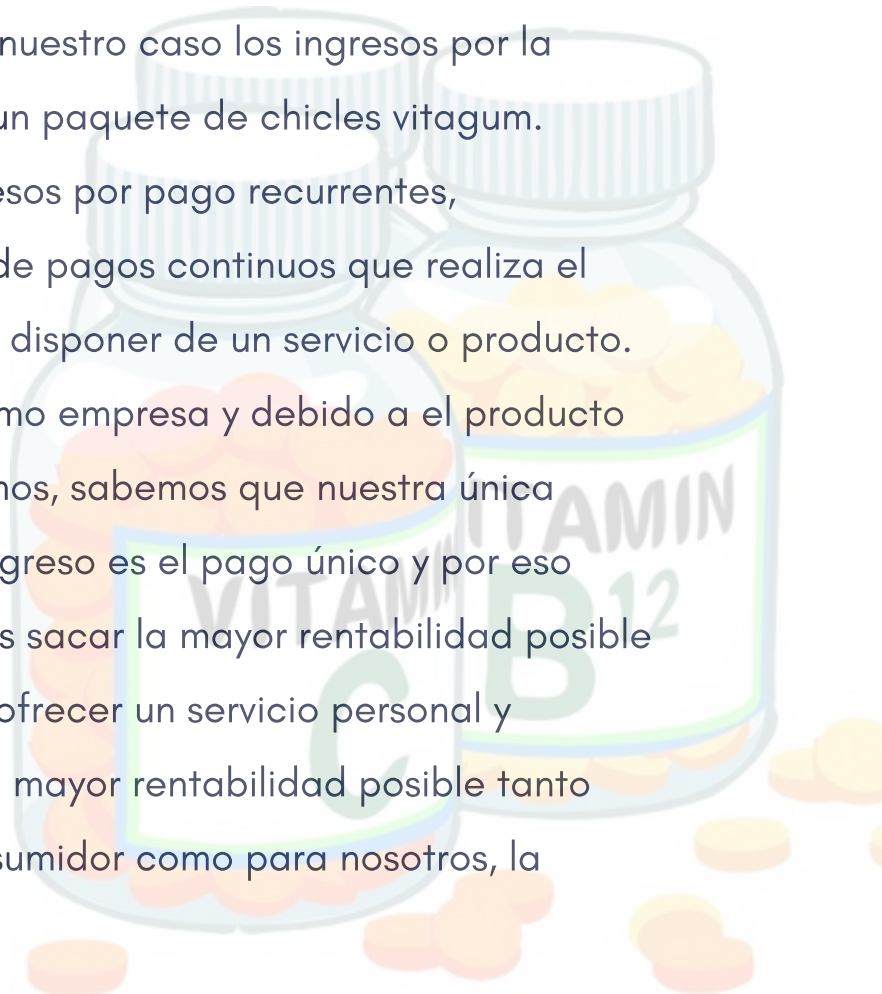 nuestro caso los ingresos por la
un paquete de chicles vitagum.
esos por pago recurrentes,
de pagos continuos que realiza el
disponer de un servicio o producto.
mo empresa y debido a el producto
nos, sabemos que nuestra única
greso es el pago único y por eso
s sacar la mayor rentabilidad posible
ofrecer un servicio personal y
mayor rentabilidad posible tanto
sumidor como para nosotros, la
VITAMIN
C
VITAMIN
B12